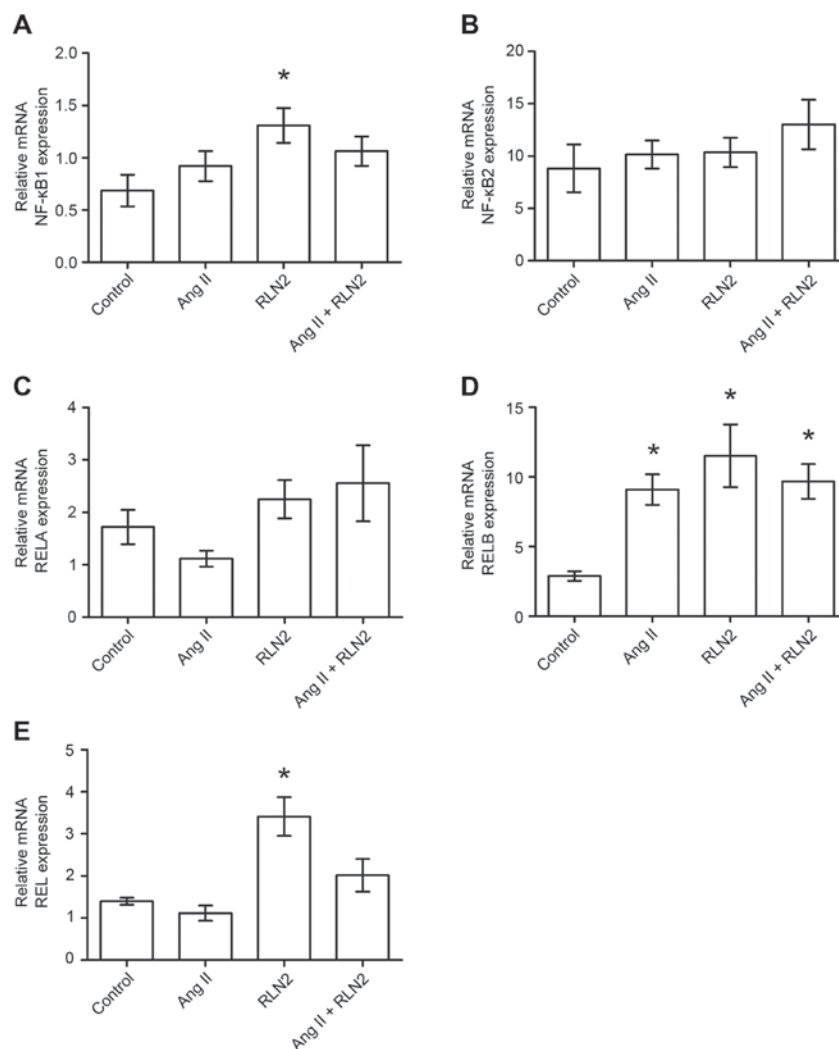 A
Relative mRNA
NF-κB1 expression
2.0
1.5
1.0
0.5
0.0
*
Control
Ang II
RLN2
Ang II + RLN2
B
Relative mRNA
NF-κB2 expression
20
15
10
5
0
Control
Ang II
RLN2
Ang II + RLN2
C
Relative mRNA
RELA expression
4
3
2
1
0
Control
Ang II
RLN2
Ang II + RLN2
D
Relative mRNA
RELB expression
15
10
5
0
*
*
*
Control
Ang II
RLN2
Ang II + RLN2
E
Relative mRNA
REL expression
5
4
3
2
1
0
*
Control
Ang II
RLN2
Ang II + RLN2